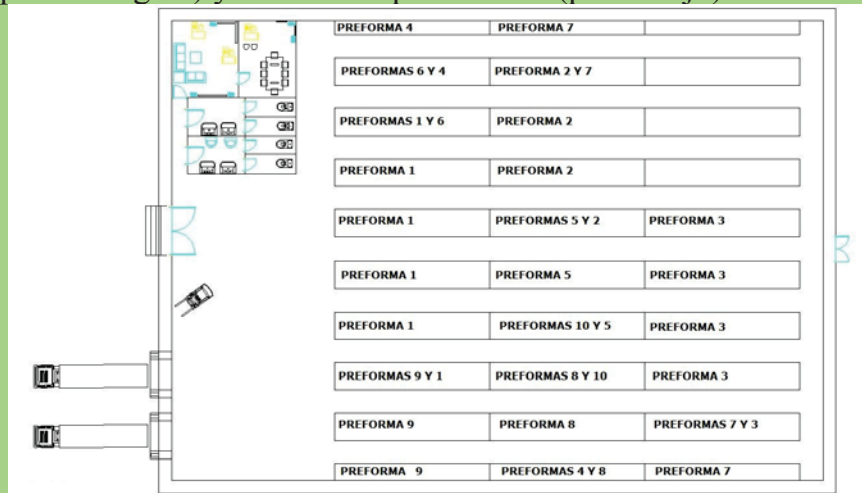 PREFORMA 4 PREFORMA 7
PREFORMAS 6 Y 4 PREFORMA 2 Y 7
PREFORMAS 1 Y 6 PREFORMA 2
PREFORMA 1 PREFORMA 2
PREFORMA 1 PREFORMAS 5 Y 2 PREFORMA 3
PREFORMA 1 PREFORMA 5 PREFORMA 3
PREFORMA 1 PREFORMAS 10 Y 5 PREFORMA 3
PREFORMAS 9 Y 1 PREFORMAS 8 Y 10 PREFORMA 3
PREFORMA 9 PREFORMA 8 PREFORMAS 7 Y 3
PREFORMA 9 PREFORMAS 4 Y 8 PREFORMA 7